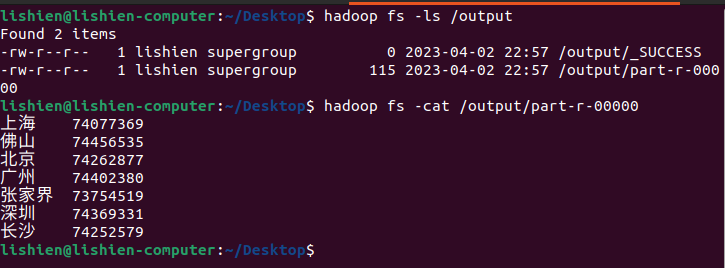 lishien@lishien-computer:~/Desktop$ hadoop fs -ls /output
Found 2 items
-rw-r--r--   1 lishien supergroup          0 2023-04-02 22:57 /output/_SUCCESS
-rw-r--r--   1 lishien supergroup        115 2023-04-02 22:57 /output/part-r-000
00
lishien@lishien-computer:~/Desktop$ hadoop fs -cat /output/part-r-00000
上海	74077369
佛山	74456535
北京	74262877
广州	74402380
张家界	73754519
深圳	74369331
长沙	74252579
lishien@lishien-computer:~/Desktop$